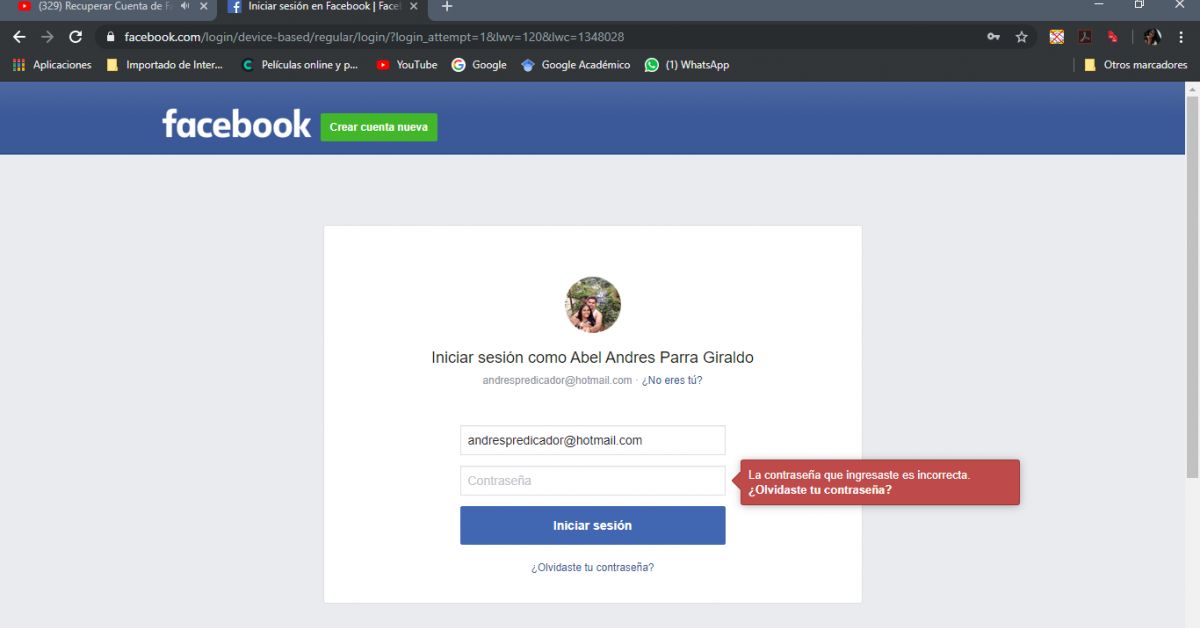 (329) Recuperar Cuenta de Fa
Iniciar sesión en Facebook | Face
facebook.com/login/device-based/regular/login/?login_attempt=1&lwv=120&lwc=1348028
Aplicaciones
Importado de Inter...
Películas online y p...
YouTube
Google
Google Académico
(1) WhatsApp
Otros marcadores
facebook
Crear cuenta nueva
Iniciar sesión como Abel Andres Parra Giraldo
andrespredicador@hotmail.com · ¿No eres tú?
andrespredicador@hotmail.com
Contraseña
La contraseña que ingresaste es incorrecta.
¿Olvidaste tu contraseña?
Iniciar sesión
¿Olvidaste tu contraseña?